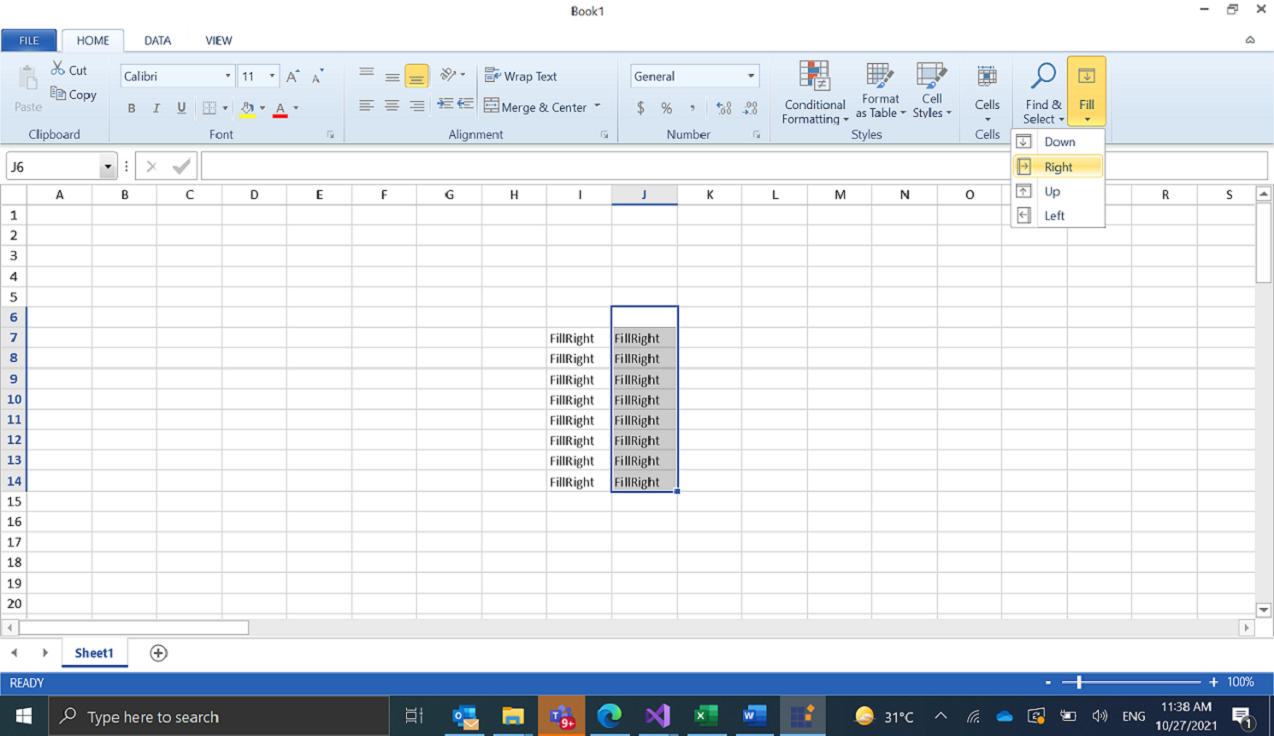 Book1
FILE HOME DATA VIEW
Cut
Copy
Paste
Clipboard
Calibri 11
A A
B I U A
Font
Wrap Text
Merge & Center
Alignment
General
$ % , .00
Number
Conditional
Formatting
Format
as Table
Cell
Styles
Styles
Cells
Cells
Find &
Select
Fill
Down
Right
Up
Left
J6
A B C D E F G H I J K L M N O R S
1
2
3
4
5
6
7 FillRight FillRight
8 FillRight FillRight
9 FillRight FillRight
10 FillRight FillRight
11 FillRight FillRight
12 FillRight FillRight
13 FillRight FillRight
14 FillRight FillRight
15
16
17
18
19
20
Sheet1
READY - + 100%
Type here to search
9+
31°C ENG
11:38 AM
10/27/2021
1